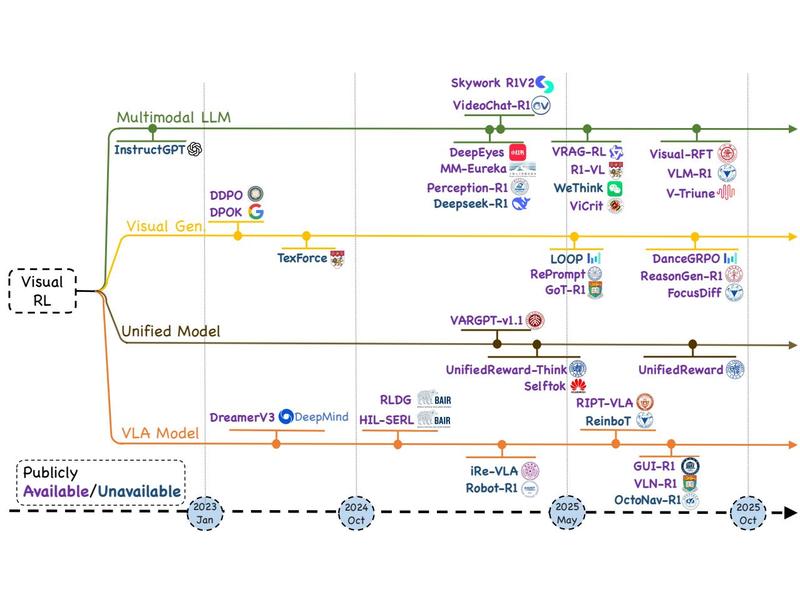 Skywork R1V2
VideoChat-R1
Multimodal LLM
InstructGPT
DeepEyes
MM-Eureka
Perception-R1
Deepseek-R1
VRAG-RL
R1-VL
WeThink
ViCrit
Visual-RFT
VLM-R1
V-Triune
DDPO
DPOK
Visual Gen.
TexForce
LOOP
RePrompt
GoT-R1
DanceGRPO
ReasonGen-R1
FocusDiff
Visual
RL
VARGPT-v1.1
Unified Model
UnifiedReward-Think
Selftok
HUAWEI
UnifiedReward
RLDG
BAIR
DreamerV3
DeepMind
HIL-SERL
BAIR
RIPT-VLA
ReinboT
VLA Model
iRe-VLA
Robot-R1
GUI-R1
VLN-R1
OctoNav-R1
Publicly
Available/Unavailable
2023
Jan
2024
Oct
2025
May
2025
Oct